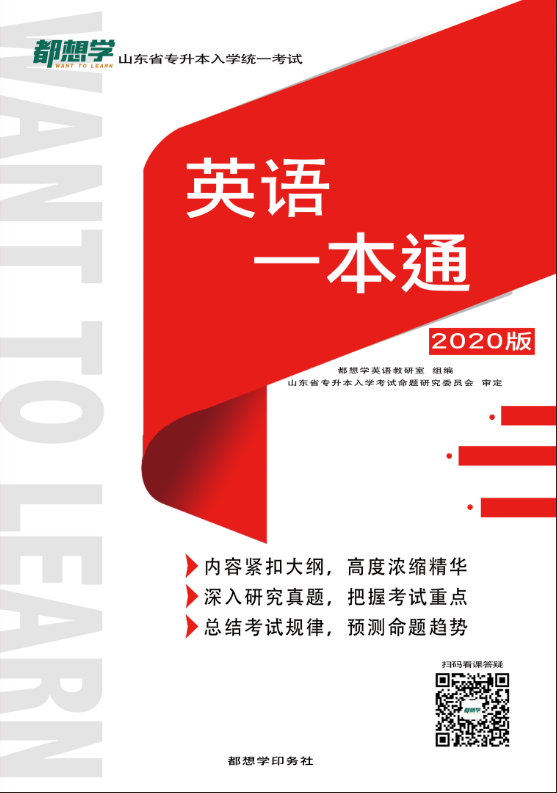 都想学
WANT TO LEARN
山东省专升本入学统一考试
英语
一本通
2020版
都想学英语教研室 组编
山东省专升本入学考试命题研究委员会 审定
内容紧扣大纲，高度浓缩精华
深入研究真题，把握考试重点
总结考试规律，预测命题趋势
扫码看课答疑
都想学
都想学印务社
WANT TO LEARN